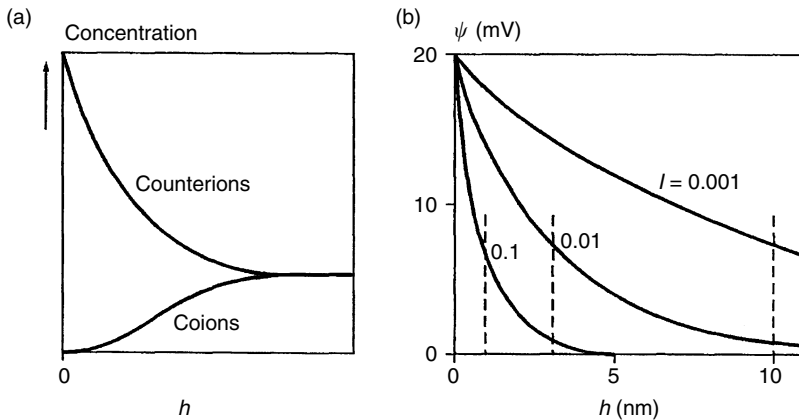 (a)
Concentration
Counterions
Coions
0
h
(b)
ψ (mV)
20
10
0
I = 0.001
0.01
0.1
0 5 10
h (nm)